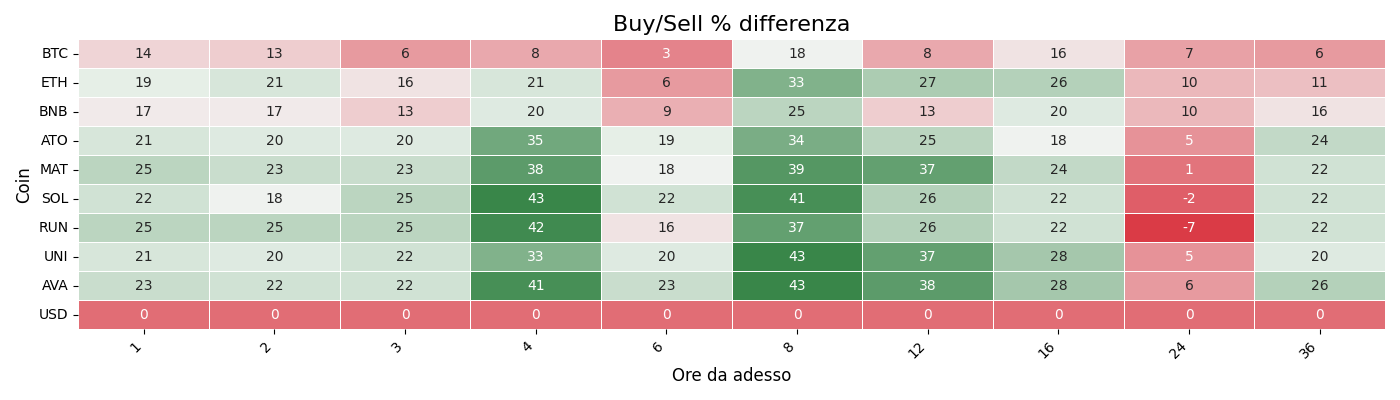 Buy/Sell % differenza
Coin
BTC 14 13 6 8 3 18 8 16 7 6
ETH 19 21 16 21 6 33 27 26 10 11
BNB 17 17 13 20 9 25 13 20 10 16
ATO 21 20 20 35 19 34 25 18 5 24
MAT 25 23 23 38 18 39 37 24 1 22
SOL 22 18 25 43 22 41 26 22 -2 22
RUN 25 25 25 42 16 37 26 22 -7 22
UNI 21 20 22 33 20 43 37 28 5 20
AVA 23 22 22 41 23 43 38 28 6 26
USD 0 0 0 0 0 0 0 0 0 0
1 2 3 4 6 8 12 16 24 36
Ore da adesso